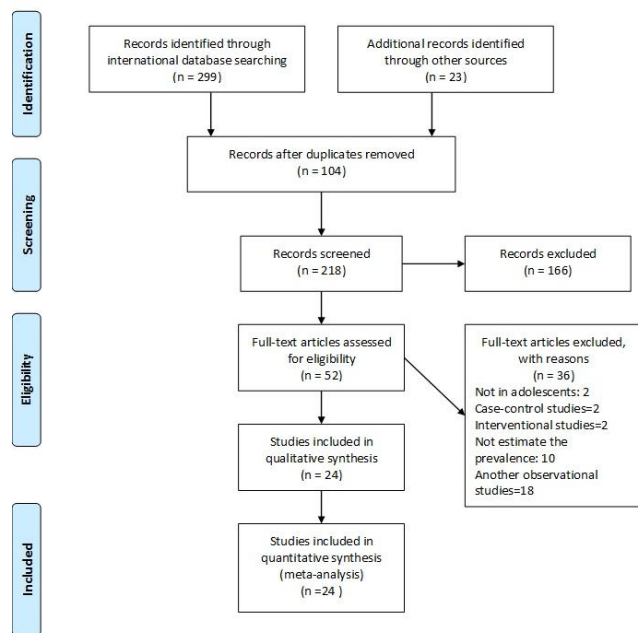 Identification
Records identified through
international database searching
(n = 299)
Additional records identified
through other sources
(n = 23)
Records after duplicates removed
(n = 104)
Screening
Records screened
(n = 218)
Records excluded
(n = 166)
Eligibility
Full-text articles assessed
for eligibility
(n = 52)
Full-text articles excluded,
with reasons
(n = 36)
Not in adolescents: 2
Case-control studies=2
Interventional studies=2
Not estimate the
prevalence: 10
Another observational
studies=18
Studies included in
qualitative synthesis
(n = 24)
Included
Studies included in
quantitative synthesis
(meta-analysis)
(n =24 )